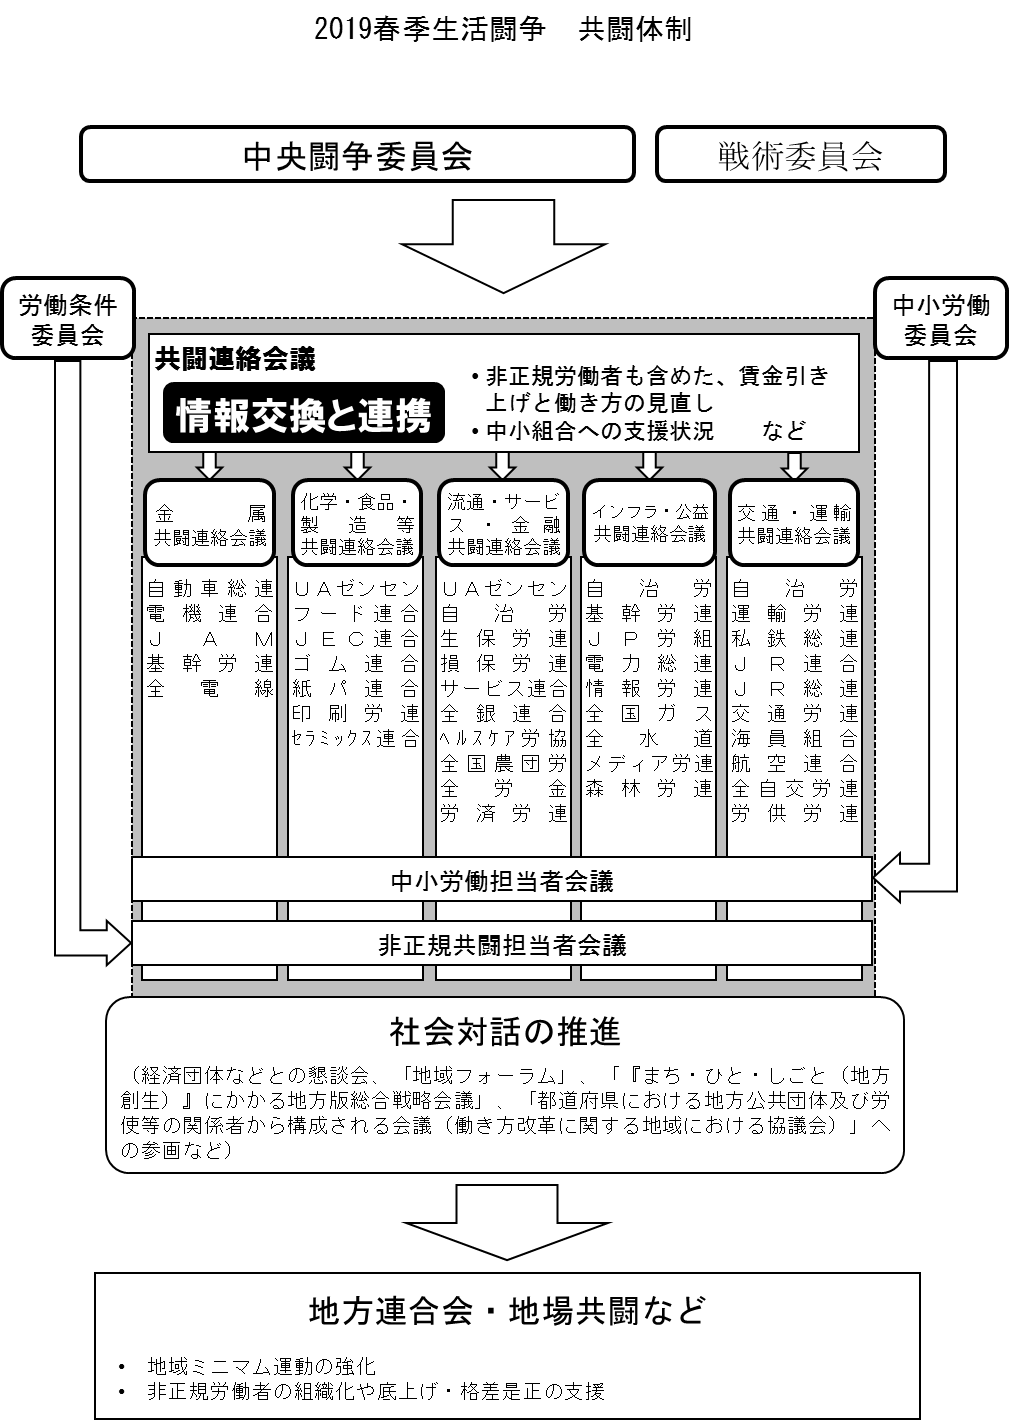 2019春季生活闘争　共闘体制
中央闘争委員会
戦術委員会
労働条件
委員会
中小労働
委員会
共闘連絡会議
情報交換と連携
・非正規労働者も含めた、賃金引き
上げと働き方の見直し
・中小組合への支援状況　　など
金属
共闘連絡会議
自動車総連
電機連合
ＪＡＭ
基幹労連
全電線
化学・食品・
製造等
共闘連絡会議
ＵＡゼンセン
フード連合
ＪＥＣ連合
ゴム連合
紙パ連合
印刷労連
セラミックス連合
流通・サービ
ス・金融
共闘連絡会議
ＵＡゼンセン
自治労
生保労連
損保労連
サービス連合
全銀連合
ヘルスケア労協
全国農団労
全労金
労済労連
インフラ・公益
共闘連絡会議
自治労
基幹労連
ＪＰ労組
電力総連
情報労連
全国ガス
全水道
メディア労連
森林労連
交通・運輸
共闘連絡会議
自治労
運輸労連
私鉄総連
ＪＲ連合
ＪＲ総連
交通労連
海員組合
航空連合
全自交労連
労供労連
中小労働担当者会議
非正規共闘担当者会議
社会対話の推進
（経済団体などとの懇談会、「地域フォーラム」、「『まち・ひと・しごと（地方
創生）』にかかる地方版総合戦略会議」、「都道府県における地方公共団体及び労
使等の関係者から構成される会議（働き方改革に関する地域における協議会）」へ
の参画など）
地方連合会・地場共闘など
• 地域ミニマム運動の強化
• 非正規労働者の組織化や底上げ・格差是正の支援